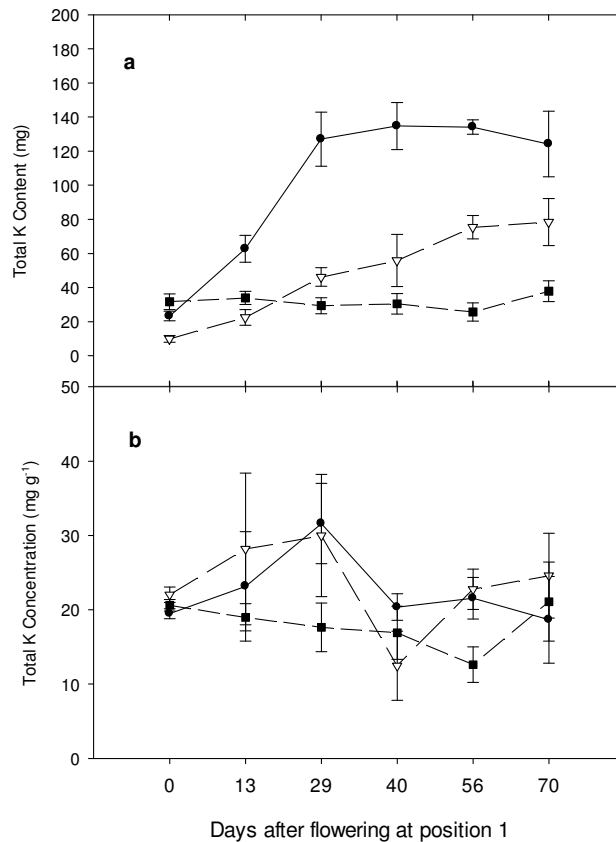 200
180
160
140
120
100
80
60
40
20
0
Total K Content (mg)
a
50
40
30
20
10
0
Total K Concentration (mg g⁻¹)
b
0 13 29 40 56 70
Days after flowering at position 1